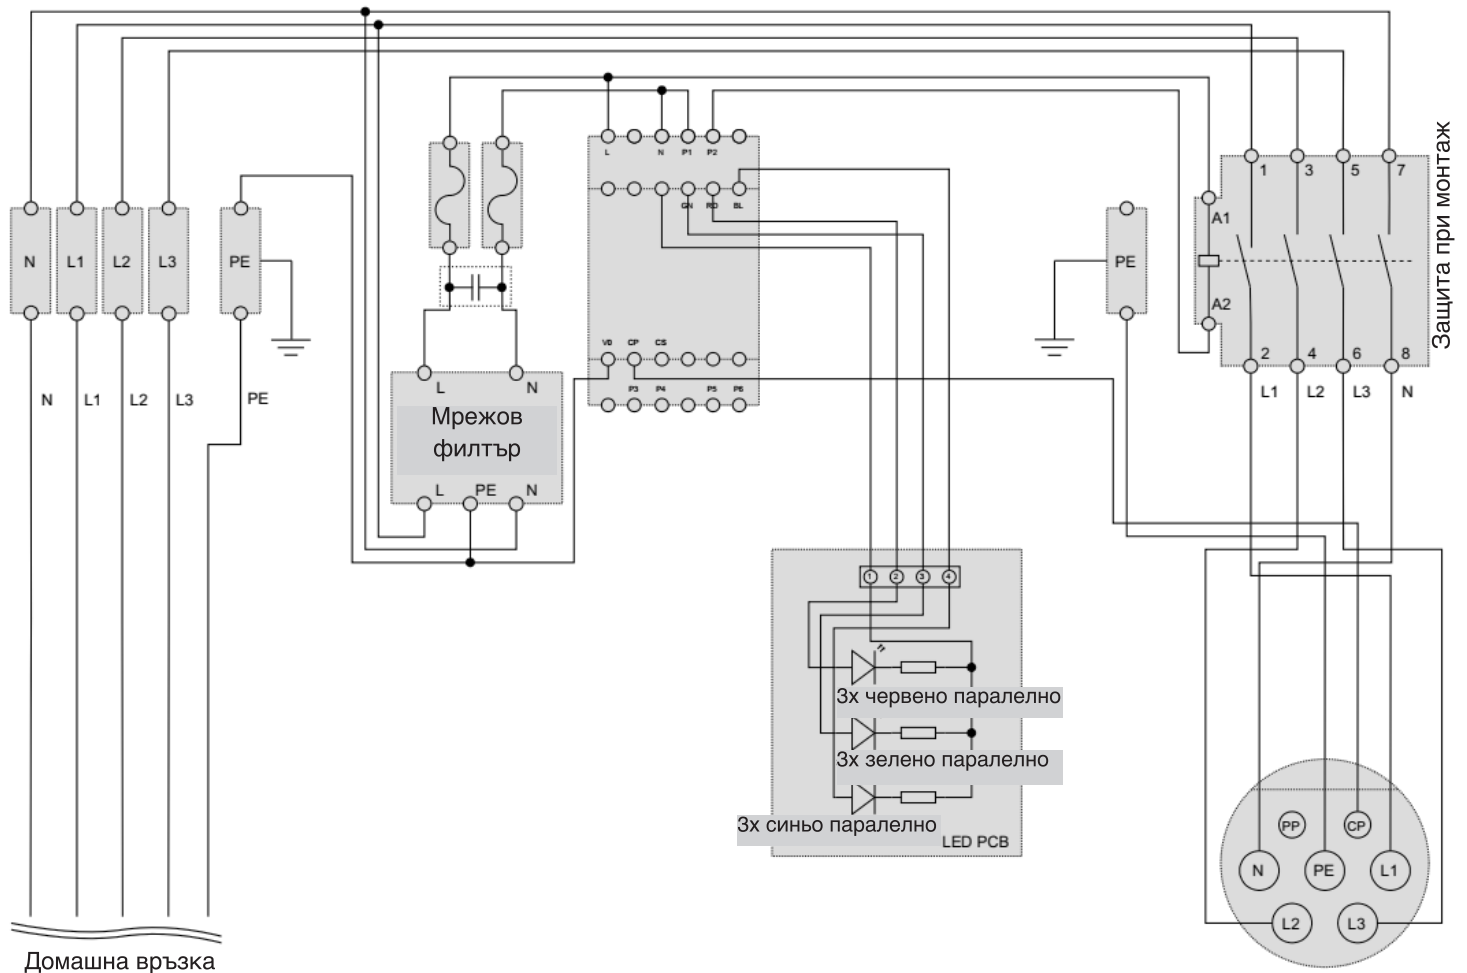 L N P1 P2
GN RD BL
1 3 5 7
Защита при монтаж
A1
A2
N L1 L2 L3 PE
PE
V0 CP CS
P3 P4 P5 P6
2 4 6 8
L1 L2 L3 N
N L1 L2 L3 PE
L N
Мрежов
филтър
L PE N
1 2 3 4
3x червено паралелно
3x зелено паралелно
3x синьо паралелно
LED PCB
PP CP
N PE L1
L2 L3
Домашна връзка